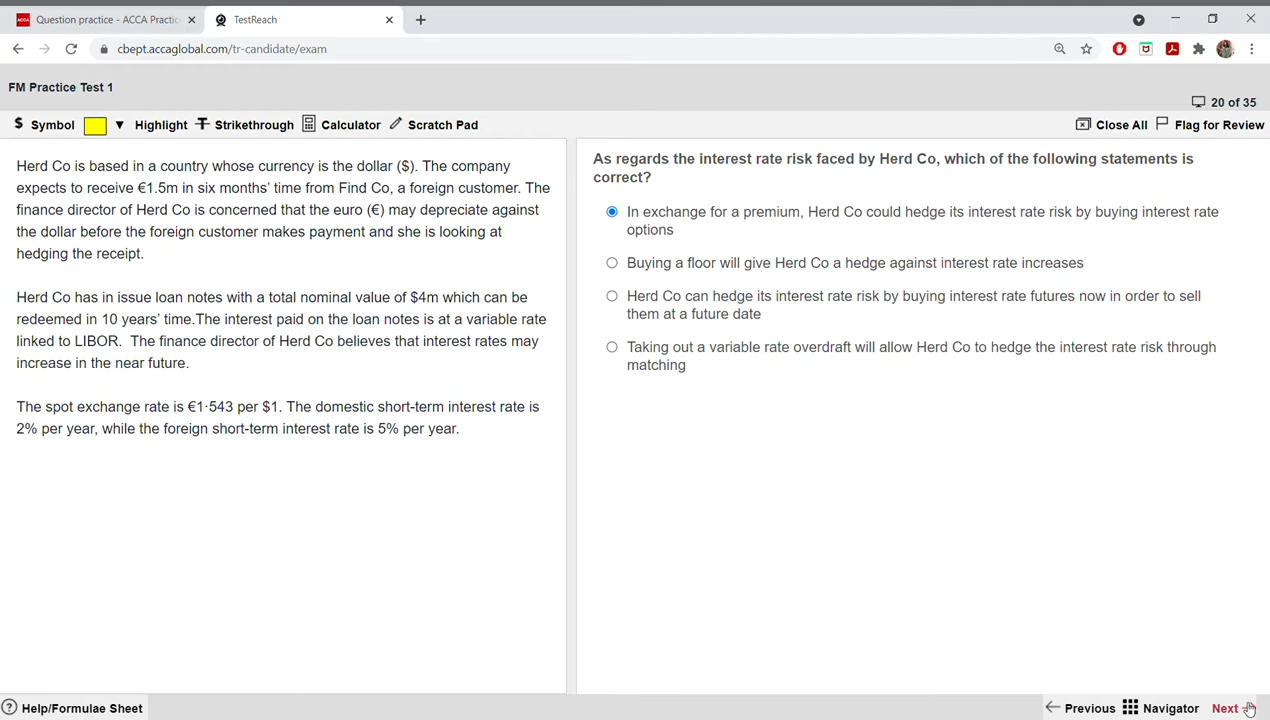 Question practice - ACCA Practic
TestReach
cbept.accaglobal.com/tr-candidate/exam
FM Practice Test 1
20 of 35
$ Symbol Highlight T Strikethrough Calculator Scratch Pad Close All Flag for Review
Herd Co is based in a country whose currency is the dollar ($). The company
expects to receive €1.5m in six months' time from Find Co, a foreign customer. The
finance director of Herd Co is concerned that the euro (€) may depreciate against
the dollar before the foreign customer makes payment and she is looking at
hedging the receipt.
Herd Co has in issue loan notes with a total nominal value of $4m which can be
redeemed in 10 years' time.The interest paid on the loan notes is at a variable rate
linked to LIBOR. The finance director of Herd Co believes that interest rates may
increase in the near future.
The spot exchange rate is €1·543 per $1. The domestic short-term interest rate is
2% per year, while the foreign short-term interest rate is 5% per year.
As regards the interest rate risk faced by Herd Co, which of the following statements is
correct?
In exchange for a premium, Herd Co could hedge its interest rate risk by buying interest rate
options
Buying a floor will give Herd Co a hedge against interest rate increases
Herd Co can hedge its interest rate risk by buying interest rate futures now in order to sell
them at a future date
Taking out a variable rate overdraft will allow Herd Co to hedge the interest rate risk through
matching
? Help/Formulae Sheet
Previous Navigator Next